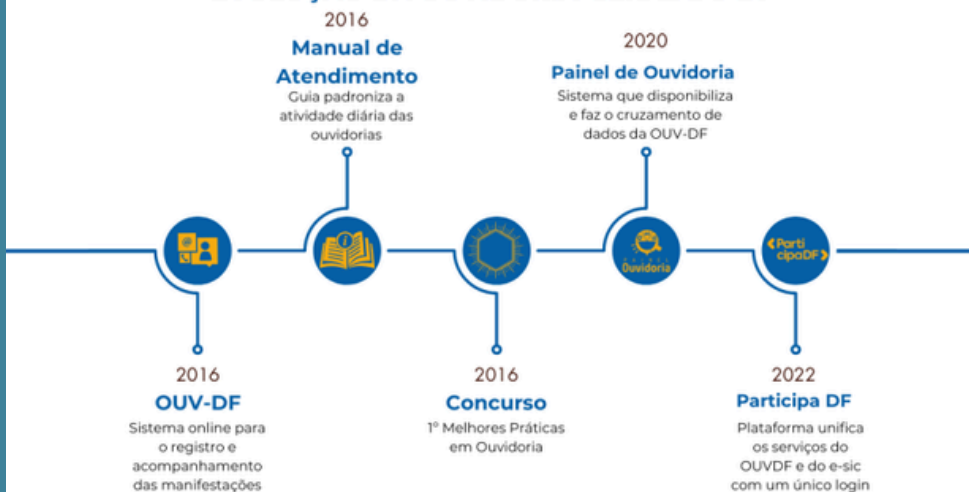 2016
Manual de
Atendimento
Guia padroniza a
atividade diária das
ouvidorias
2020
Painel de Ouvidoria
Sistema que disponibiliza
e faz o cruzamento de
dados da OUV-DF
i
Ouvidoria
Parti
cipaDF
2016
OUV-DF
Sistema online para
o registro e
acompanhamento
das manifestações
2016
Concurso
1º Melhores Práticas
em Ouvidoria
2022
Participa DF
Plataforma unifica
os serviços do
OUVDF e do e-sic
com um único login